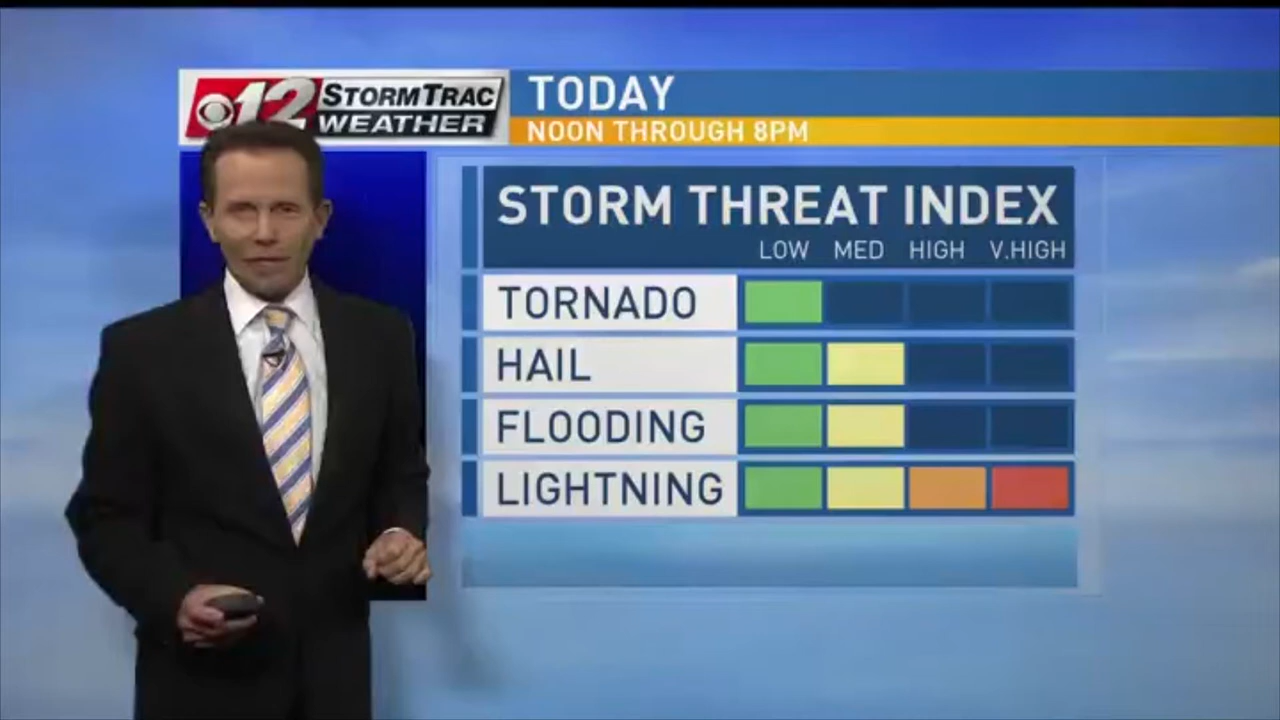 12 STORMTRAC
WEATHER
TODAY
NOON THROUGH 8PM
STORM THREAT INDEX
LOW MED HIGH V.HIGH
TORNADO
HAIL
FLOODING
LIGHTNING